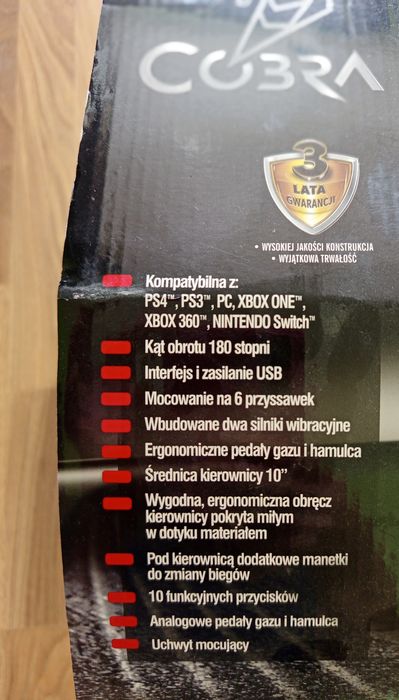 COBRA
3
LATA
GWARANCJI
• WYSOKIEJ JAKOŚCI KONSTRUKCJA
• WYJĄTKOWA TRWAŁOŚĆ
Kompatybilna z:
PS4™, PS3™, PC, XBOX ONE™,
XBOX 360™, NINTENDO Switch™
Kąt obrotu 180 stopni
Interfejs i zasilanie USB
Mocowanie na 6 przyssawek
Wbudowane dwa silniki wibracyjne
Ergonomiczne pedały gazu i hamulca
Średnica kierownicy 10”
Wygodna, ergonomiczna obręcz
kierownicy pokryta miłym
w dotyku materiałem
Pod kierownicą dodatkowe manetki
do zmiany biegów
10 funkcyjnych przycisków
Analogowe pedały gazu i hamulca
Uchwyt mocujący